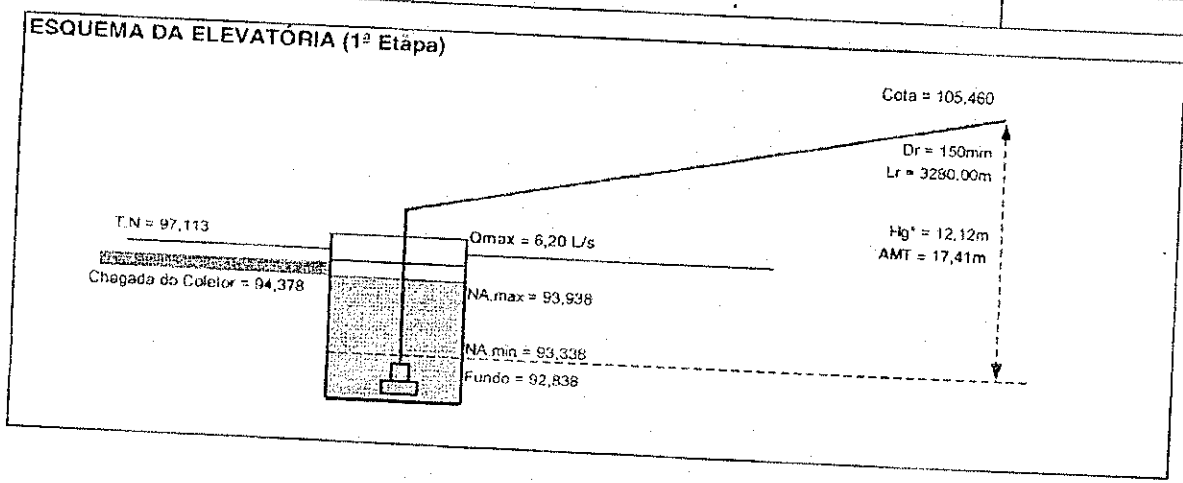 ESQUEMA DA ELEVATÓRIA (1ª Etapa)
Cota = 105,460
Dr = 150mm
Lr = 3280,00m
T.N = 97,113
Qmax = 6,20 L/s
Hg* = 12,12m
AMT = 17,41m
Chegada do Coletor = 94,378
NA.max = 93,938
NA.min = 93,338
Fundo = 92,838